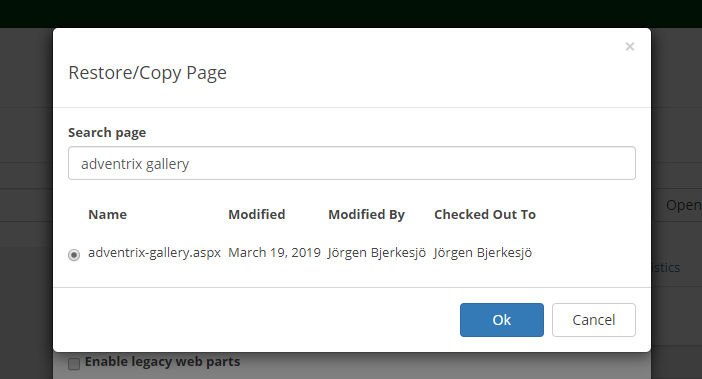 ×
Restore/Copy Page
Search page
adventrix gallery
Name Modified Modified By Checked Out To
adventrix-gallery.aspx March 19, 2019 Jörgen Bjerkesjö Jörgen Bjerkesjö
Ok Cancel
Open
istics
Enable legacy web parts